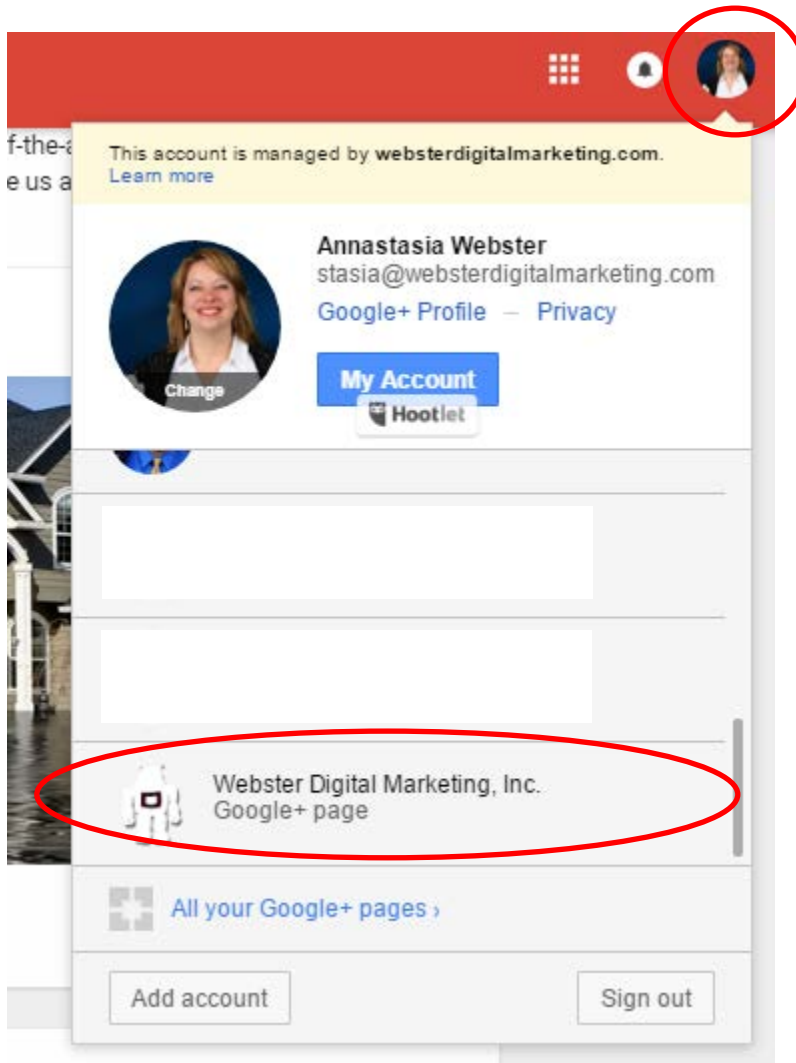 f-the-a
e us a
This account is managed by websterdigitalmarketing.com.
Learn more
Annastasia Webster
stasia@websterdigitalmarketing.com
Google+ Profile – Privacy
Change
My Account
Hootlet
Webster Digital Marketing, Inc.
Google+ page
All your Google+ pages ›
Add account Sign out